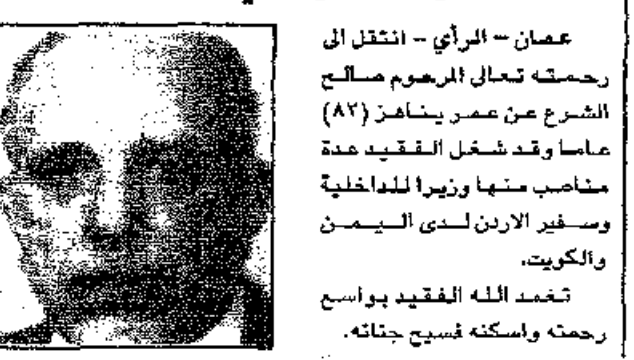 عمان - الرأي - انتقل الى
رحمته تعالى المرحوم صالح
الشرع عن عمر يناهز (٨٢)
عاما وقد شغل الفقيد عدة
مناصب منها وزيرا للداخلية
وسفير الاردن لدى اليمن
والكويت.
تغمد الله الفقيد بواسع
رحمته واسكنه فسيح جنانه.